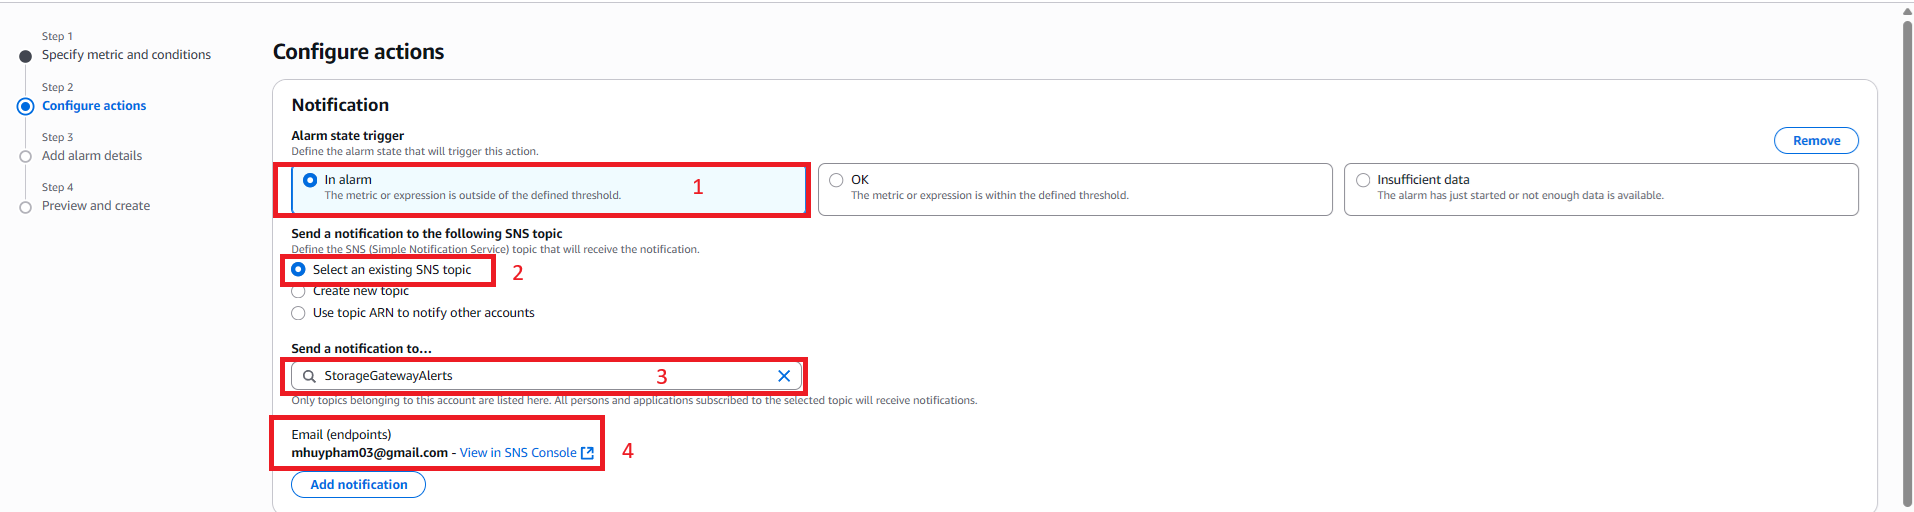 Step 1
Specify metric and conditions
Step 2
Configure actions
Step 3
Add alarm details
Step 4
Preview and create
Configure actions
Notification
Alarm state trigger
Define the alarm state that will trigger this action.
Remove
In alarm
The metric or expression is outside of the defined threshold.
1
OK
The metric or expression is within the defined threshold.
Insufficient data
The alarm has just started or not enough data is available.
Send a notification to the following SNS topic
Define the SNS (Simple Notification Service) topic that will receive the notification.
Select an existing SNS topic
2
Create new topic
Use topic ARN to notify other accounts
Send a notification to…
StorageGatewayAlerts
3
Only topics belonging to this account are listed here. All persons and applications subscribed to the selected topic will receive notifications.
Email (endpoints)
mhuypham03@gmail.com - View in SNS Console
4
Add notification